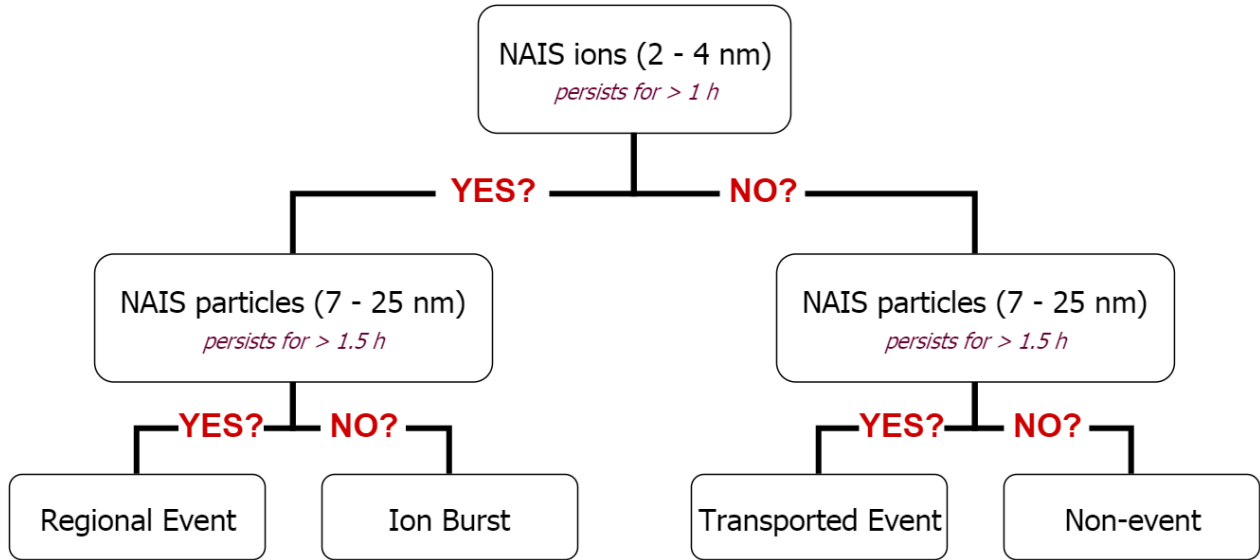 NAIS ions (2 - 4 nm)
persists for > 1 h
YES?
NO?
NAIS particles (7 - 25 nm)
persists for > 1.5 h
NAIS particles (7 - 25 nm)
persists for > 1.5 h
YES?
NO?
YES?
NO?
Regional Event
Ion Burst
Transported Event
Non-event